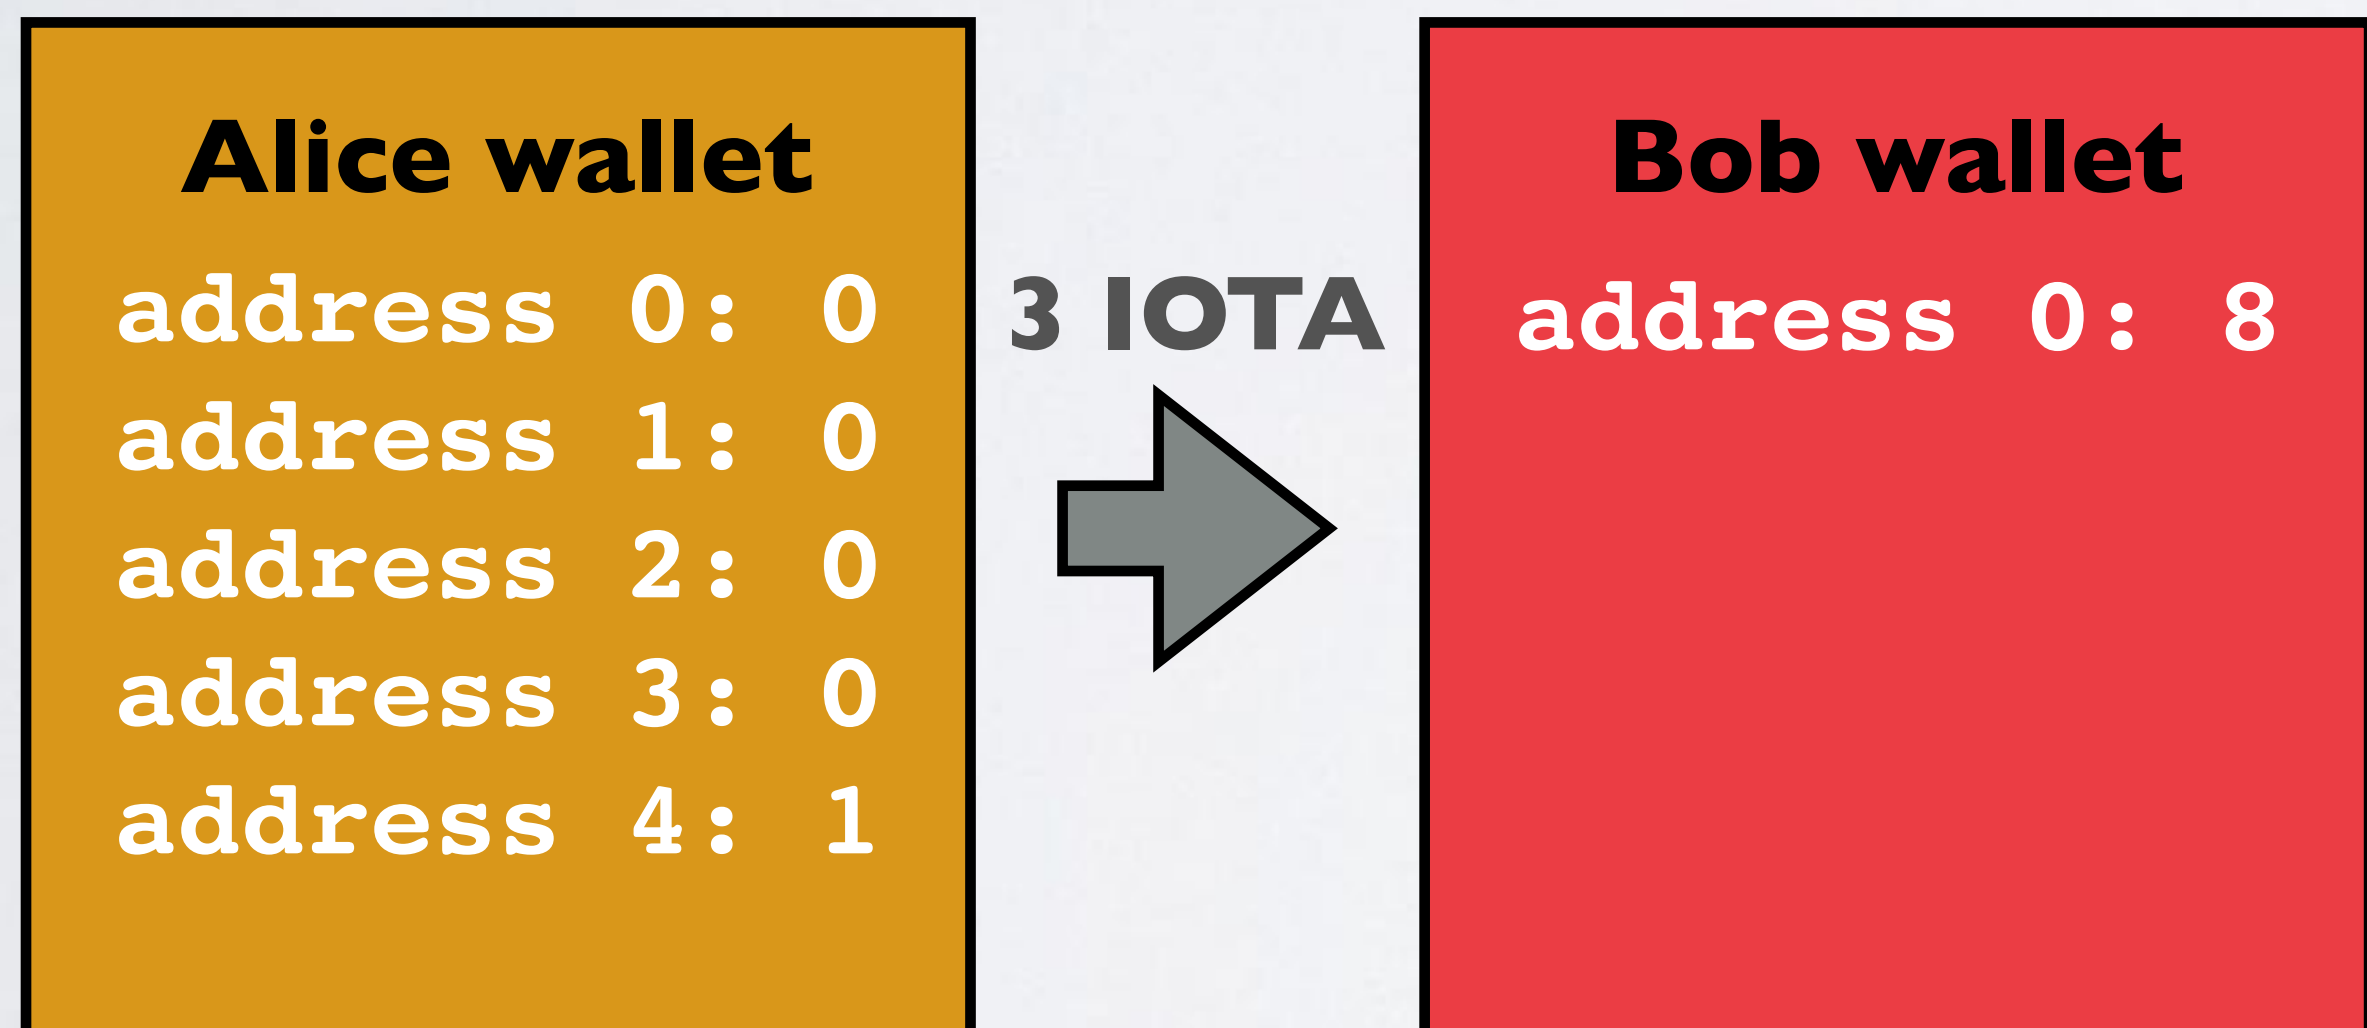 Alice wallet
address 0: 0
address 1: 0
address 2: 0
address 3: 0
address 4: 1
3 IOTA
Bob wallet
address 0: 8